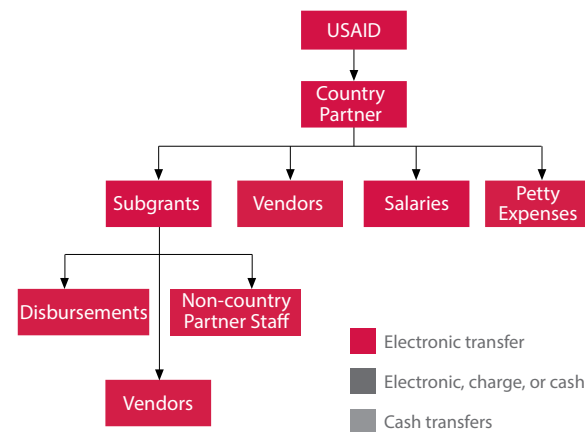 USAID
Country
Partner
Subgrants
Vendors
Salaries
Petty
Expenses
Disbursements
Non-country
Partner Staff
Vendors
Electronic transfer
Electronic, charge, or cash
Cash transfers